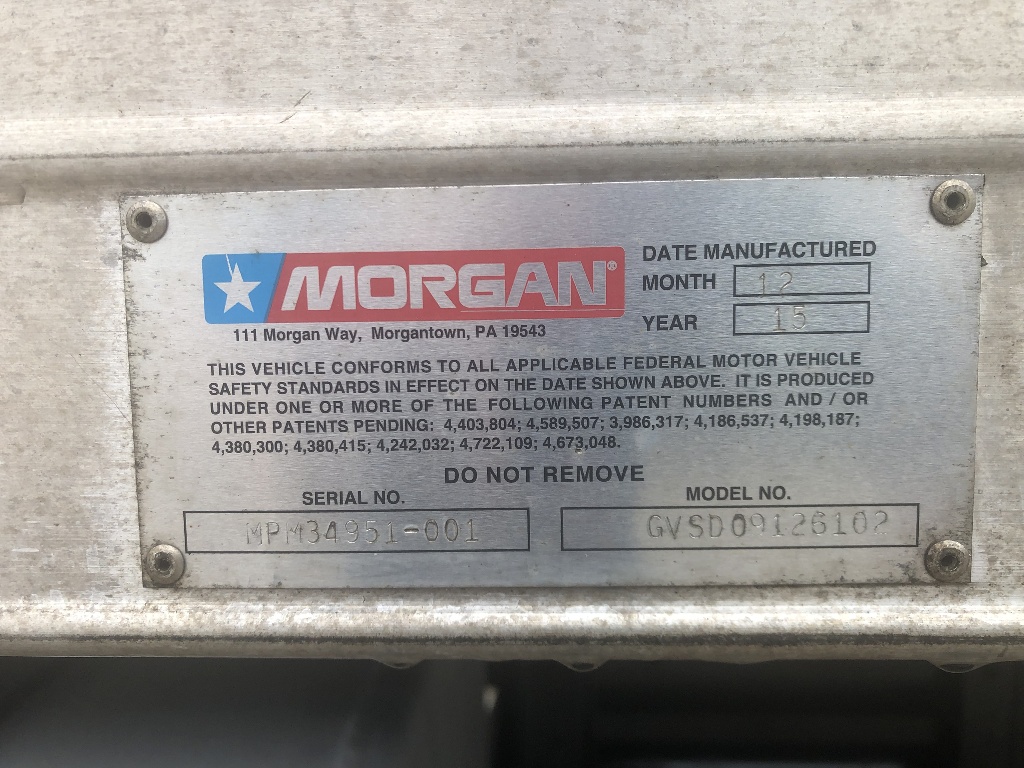 MORGAN®
111 Morgan Way, Morgantown, PA 19543
DATE MANUFACTURED
MONTH 12
YEAR 15
THIS VEHICLE CONFORMS TO ALL APPLICABLE FEDERAL MOTOR VEHICLE
SAFETY STANDARDS IN EFFECT ON THE DATE SHOWN ABOVE. IT IS PRODUCED
UNDER ONE OR MORE OF THE FOLLOWING PATENT NUMBERS AND / OR
OTHER PATENTS PENDING: 4,403,804; 4,589,507; 3,986,317; 4,186,537; 4,198,187;
4,380,300; 4,380,415; 4,242,032; 4,722,109; 4,673,048.
DO NOT REMOVE
SERIAL NO.
MPM34951-001
MODEL NO.
GVSD09126102